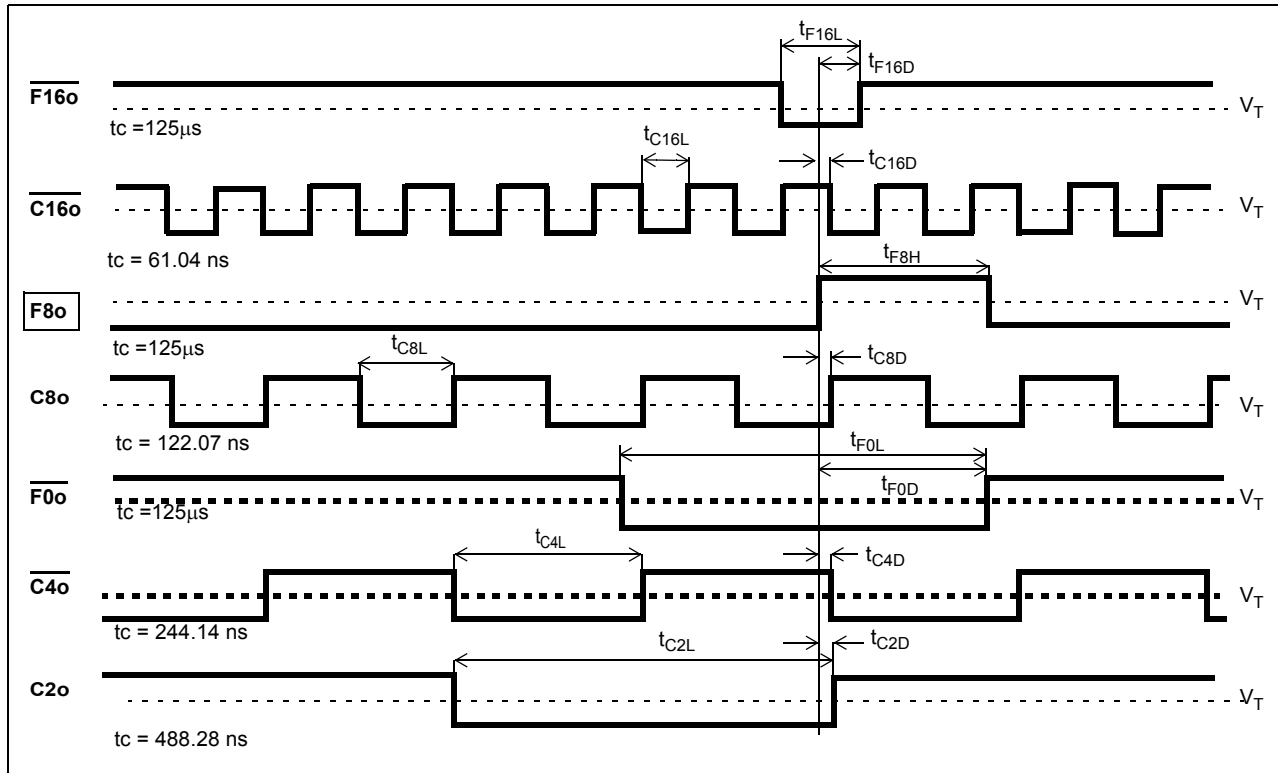 tF16L
tF16D
F16o
VT
tc =125μs
tC16L
tC16D
C16o
VT
tc = 61.04 ns
tF8H
F8o
VT
tc =125μs
tC8L
tC8D
C8o
VT
tc = 122.07 ns
tF0L
F0o
tF0D
VT
tc =125μs
tC4L
tC4D
C4o
VT
tc = 244.14 ns
tC2L
tC2D
C2o
VT
tc = 488.28 ns